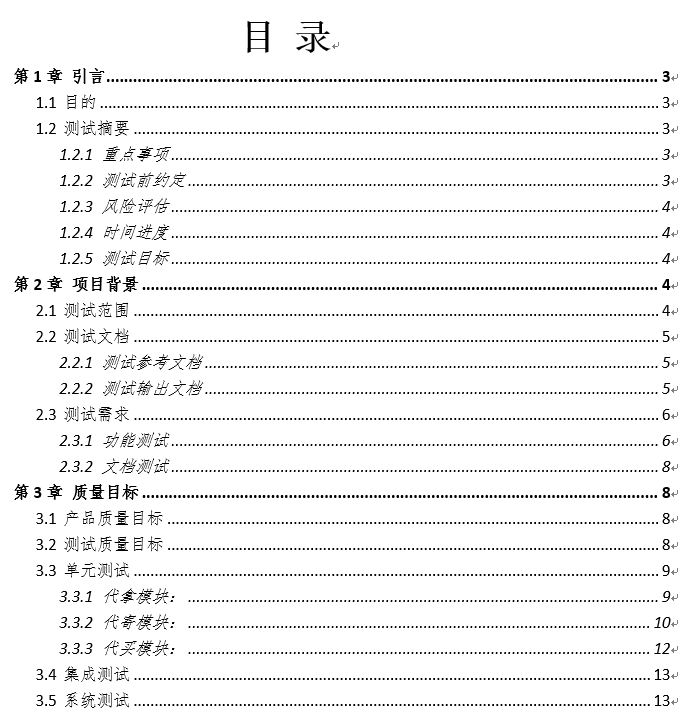 目 录
第 1 章 引言 3
1.1 目的 3
1.2 测试摘要 3
1.2.1 重点事项 3
1.2.2 测试前约定 3
1.2.3 风险评估 4
1.2.4 时间进度 4
1.2.5 测试目标 4
第 2 章 项目背景 4
2.1 测试范围 4
2.2 测试文档 5
2.2.1 测试参考文档 5
2.2.2 测试输出文档 5
2.3 测试需求 6
2.3.1 功能测试 6
2.3.2 文档测试 8
第 3 章 质量目标 8
3.1 产品质量目标 8
3.2 测试质量目标 8
3.3 单元测试 9
3.3.1 代拿模块： 9
3.3.2 代寄模块： 10
3.3.3 代买模块： 12
3.4 集成测试 13
3.5 系统测试 13